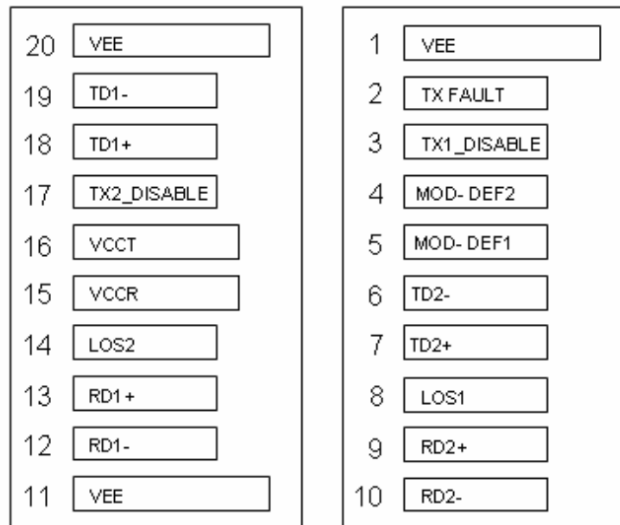 20 VEE
19 TD1-
18 TD1+
17 TX2_DISABLE
16 VCCT
15 VCCR
14 LOS2
13 RD1+
12 RD1-
11 VEE
1 VEE
2 TX FAULT
3 TX1_DISABLE
4 MOD- DEF2
5 MOD- DEF1
6 TD2-
7 TD2+
8 LOS1
9 RD2+
10 RD2-